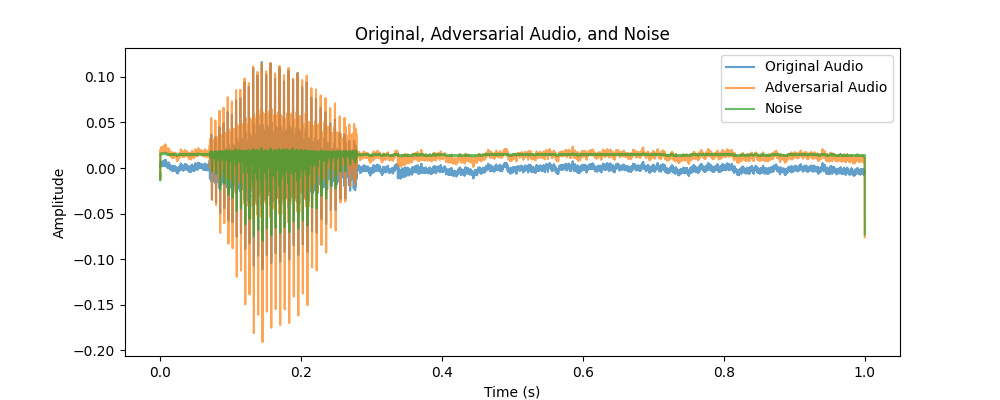 Original, Adversarial Audio, and Noise
Original Audio
Adversarial Audio
Noise
0.10
0.05
0.00
−0.05
−0.10
−0.15
−0.20
Amplitude
0.0 0.2 0.4 0.6 0.8 1.0
Time (s)